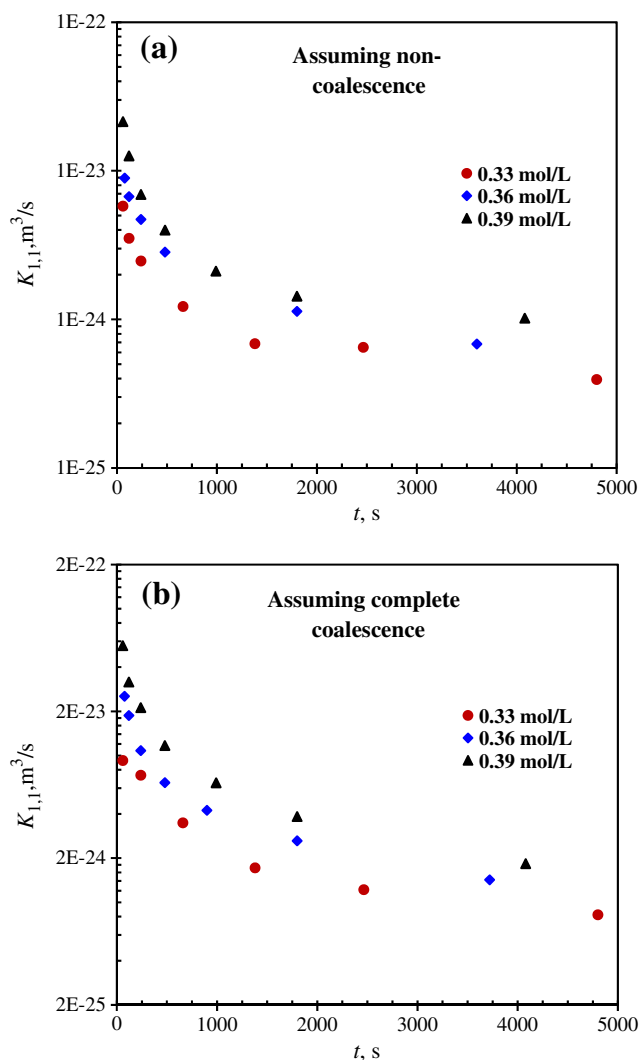 1E-22
(a)
Assuming non-
coalescence
1E-23
0.33 mol/L
0.36 mol/L
0.39 mol/L
K1,1,m³/s
1E-24
1E-25
0 1000 2000 3000 4000 5000
t, s
2E-22
(b)
Assuming complete
coalescence
2E-23
0.33 mol/L
0.36 mol/L
0.39 mol/L
K1,1,m³/s
2E-24
2E-25
0 1000 2000 3000 4000 5000
t, s